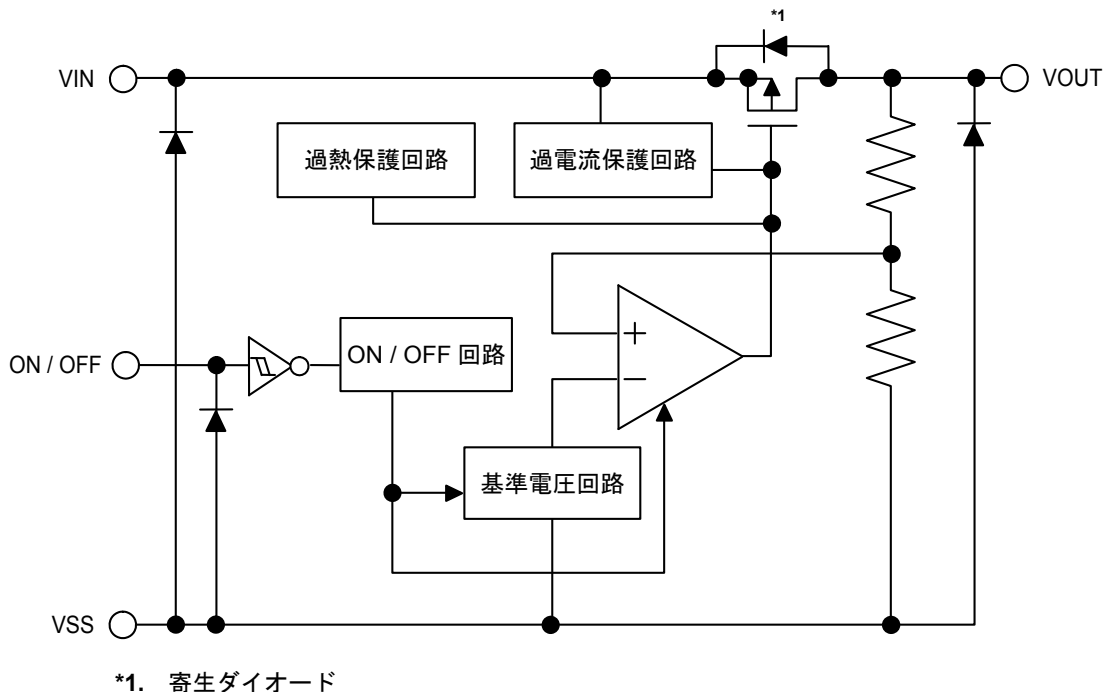 *1
VIN
VOUT
過熱保護回路
過電流保護回路
+
−
ON / OFF
ON / OFF 回路
基準電圧回路
VSS
*1. 寄生ダイオード